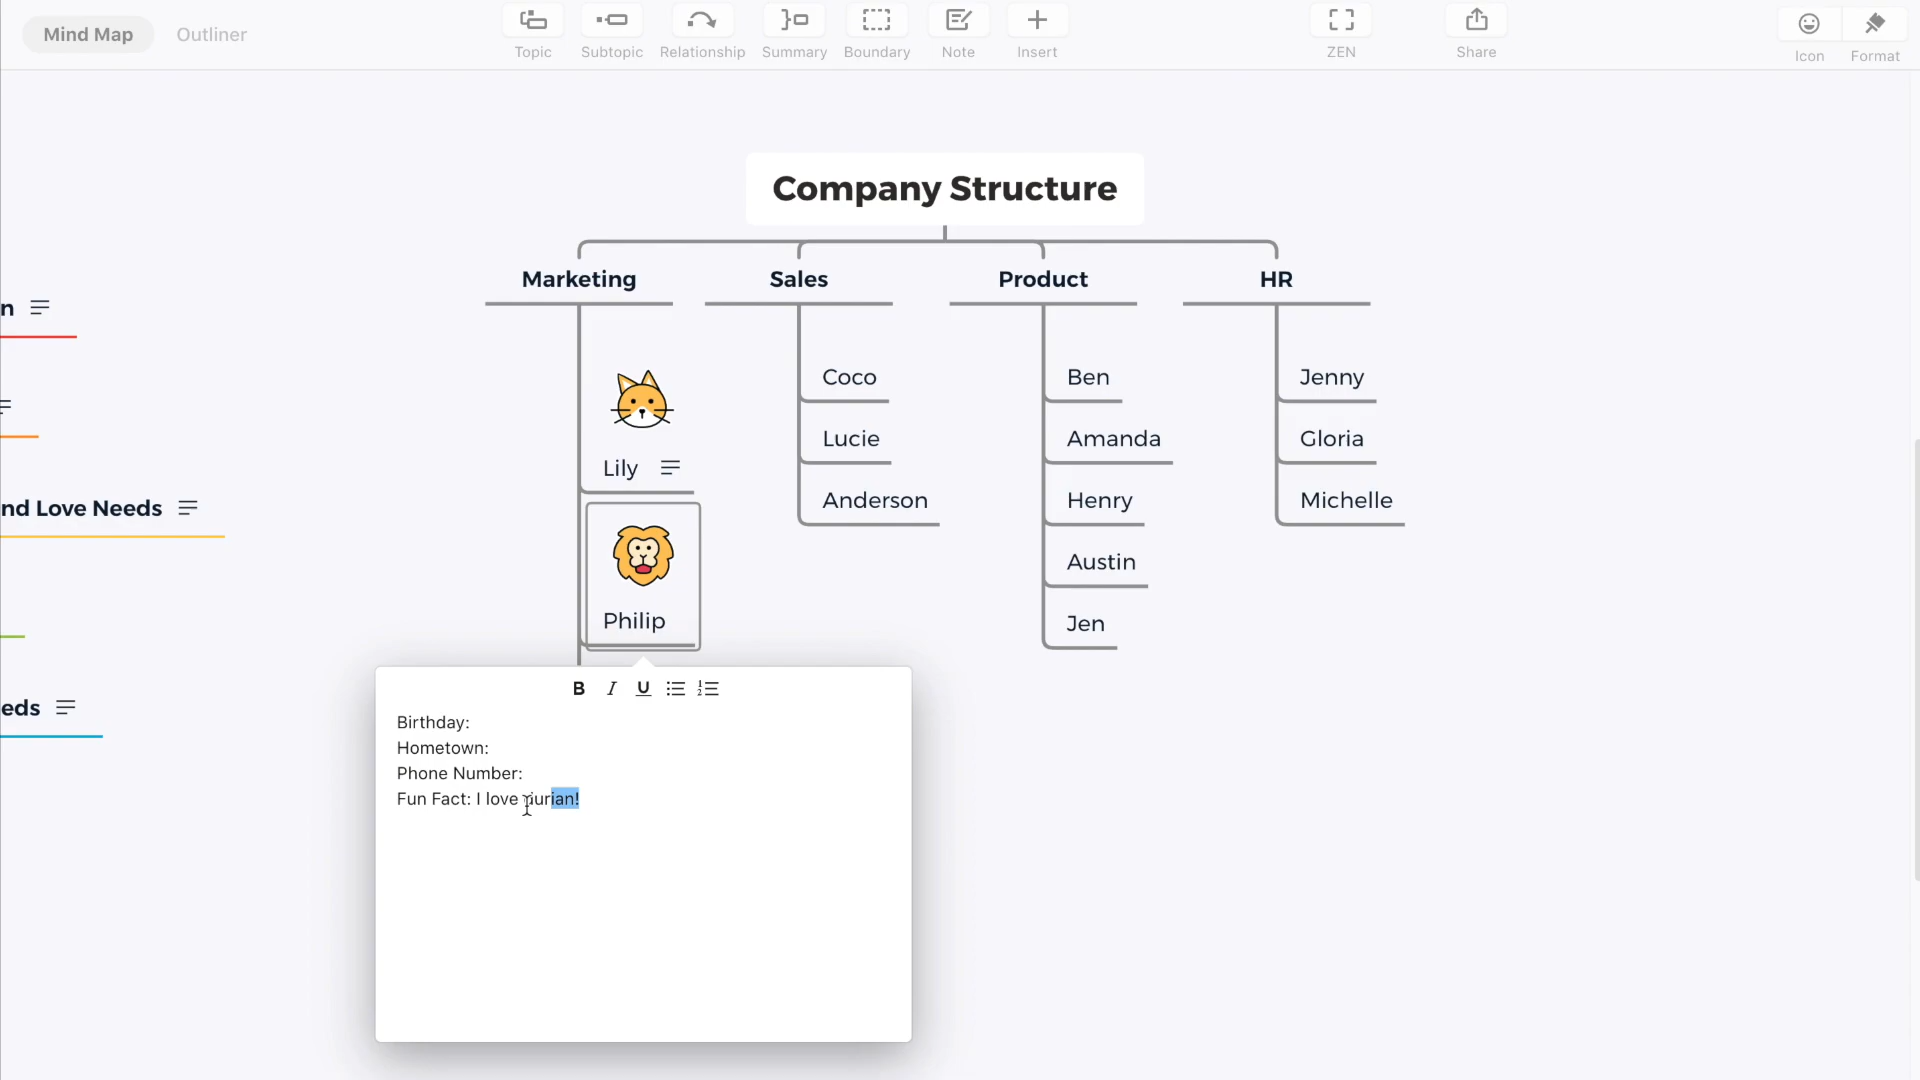 Mind Map
Outliner
Topic
Subtopic
Relationship
Summary
Boundary
Note
Insert
ZEN
Share
Icon
Format
Company Structure
Marketing
Sales
Product
HR
n
nd Love Needs
eds
Lily
Philip
Coco
Lucie
Anderson
Ben
Amanda
Henry
Austin
Jen
Jenny
Gloria
Michelle
B I U
Birthday:
Hometown:
Phone Number:
Fun Fact: I love durian!